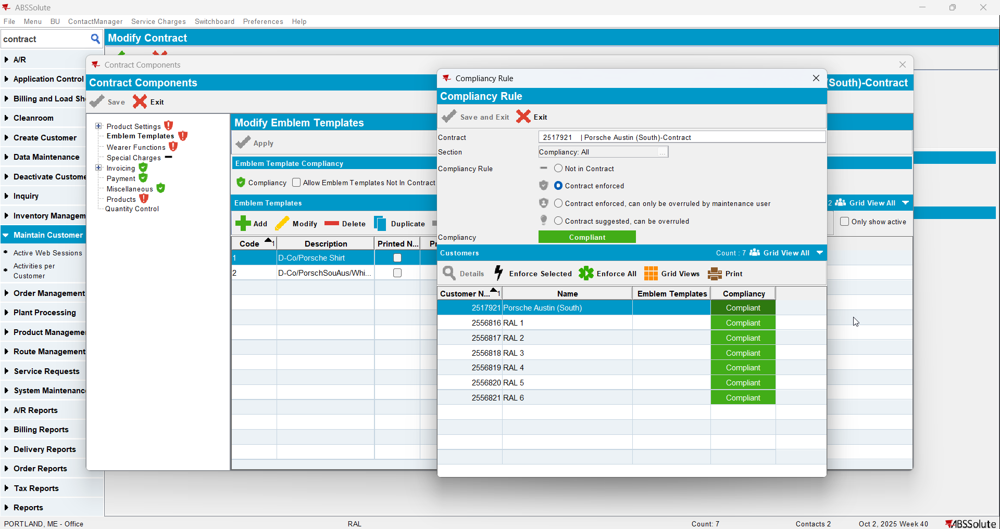 ABSSolute
File Menu BU ContactManager Service Charges Switchboard Preferences Help
contract
Modify Contract
A/R
Application Control
Billing and Load Sh
Cleanroom
Create Customer
Data Maintenance
Deactivate Custome
Inquiry
Inventory Managem
Maintain Customer
Active Web Sessions
Activities per
Customer
Order Management
Plant Processing
Product Manageme
Route Management
Service Requests
System Maintenanc
A/R Reports
Billing Reports
Delivery Reports
Order Reports
Tax Reports
Reports
Contract Components
Contract Components
(South)-Contract
Save Exit
Product Settings
Emblem Templates
Wearer Functions
Special Charges
Invoicing
Payment
Miscellaneous
Products
Quantity Control
Modify Emblem Templates
Apply
Emblem Template Compliancy
Compliancy Allow Emblem Templates Not In Contract
Emblem Templates
2 Grid View All
Add Modify Delete Duplicate
Only show active
Code 1 Description Printed N... Pr
1 D-Co/Porsche Shirt
2 D-Co/PorschSouAus/Whi...
Compliancy Rule
Compliancy Rule
Save and Exit Exit
Contract 2517921 | Porsche Austin (South)-Contract
Section Compliancy: All ...
Compliancy Rule Not in Contract
Contract enforced
Contract enforced, can only be overruled by maintenance user
Contract suggested, can be overruled
Compliancy Compliant
Customers Count : 7 Grid View All
Details Enforce Selected Enforce All Grid Views Print
Customer N... 1 Name Emblem Templates Compliancy
2517921 Porsche Austin (South) Compliant
2556816 RAL 1 Compliant
2556817 RAL 2 Compliant
2556818 RAL 3 Compliant
2556819 RAL 4 Compliant
2556820 RAL 5 Compliant
2556821 RAL 6 Compliant
PORTLAND, ME - Office RAL Count: 7 Contacts 2 Oct 2, 2025 Week 40 ABSSolute